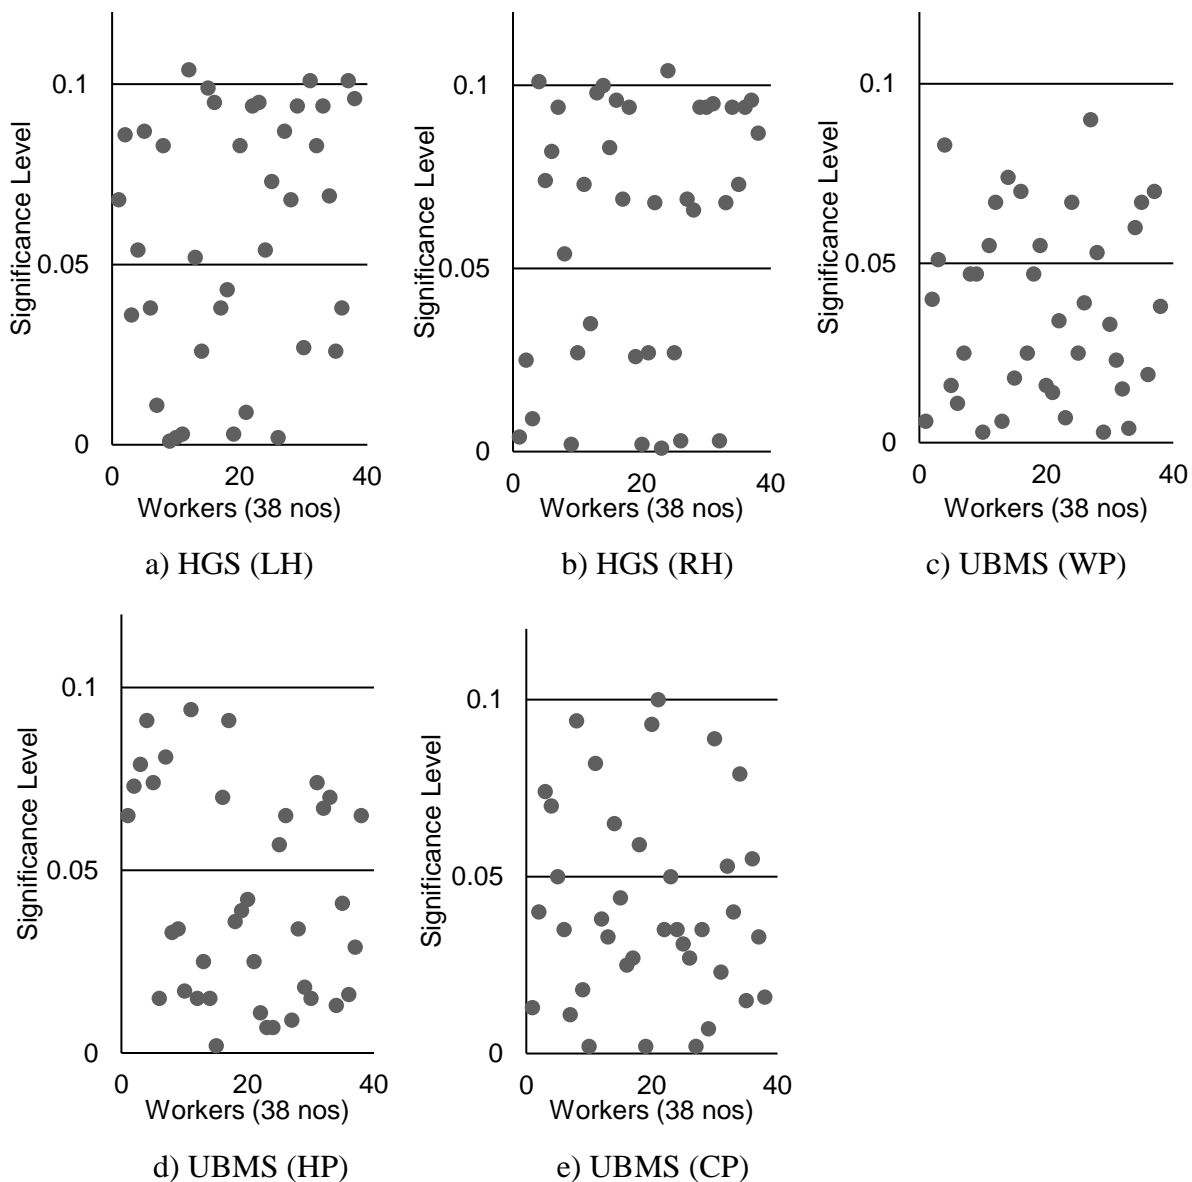 0.1
0.05
0
0 20 40
Significance Level
Workers (38 nos)
a) HGS (LH)
0.1
0.05
0
0 20 40
Significance Level
Workers (38 nos)
b) HGS (RH)
0.1
0.05
0
0 20 40
Significance Level
Workers (38 nos)
c) UBMS (WP)
0.1
0.05
0
0 20 40
Significance Level
Workers (38 nos)
d) UBMS (HP)
0.1
0.05
0
0 20 40
Significance Level
Workers (38 nos)
e) UBMS (CP)